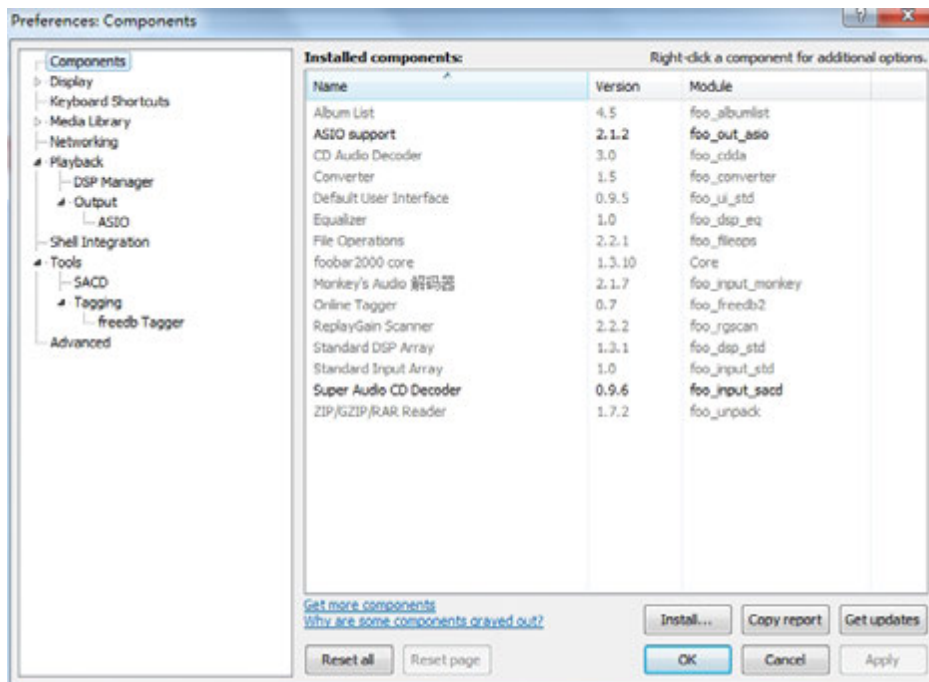 Preferences: Components
?
Components
Display
Keyboard Shortcuts
Media Library
Networking
Playback
DSP Manager
Output
ASIO
Shell Integration
Tools
SACD
Tagging
freedb Tagger
Advanced
Installed components: Right-click a component for additional options.
Name Version Module
Album List 4.5 foo_albumlist
ASIO support 2.1.2 foo_out_asio
CD Audio Decoder 3.0 foo_cdda
Converter 1.5 foo_converter
Default User Interface 0.9.5 foo_ui_std
Equalizer 1.0 foo_dsp_eq
File Operations 2.2.1 foo_fileops
foobar2000 core 1.3.10 Core
Monkey's Audio 解码器 2.1.7 foo_input_monkey
Online Tagger 0.7 foo_freedb2
ReplayGain Scanner 2.2.2 foo_rgscan
Standard DSP Array 1.3.1 foo_dsp_std
Standard Input Array 1.0 foo_input_std
Super Audio CD Decoder 0.9.6 foo_input_sacd
ZIP/GZIP/RAR Reader 1.7.2 foo_unpack
Get more components
Why are some components grayed out?
Install... Copy report Get updates
Reset all Reset page OK Cancel Apply